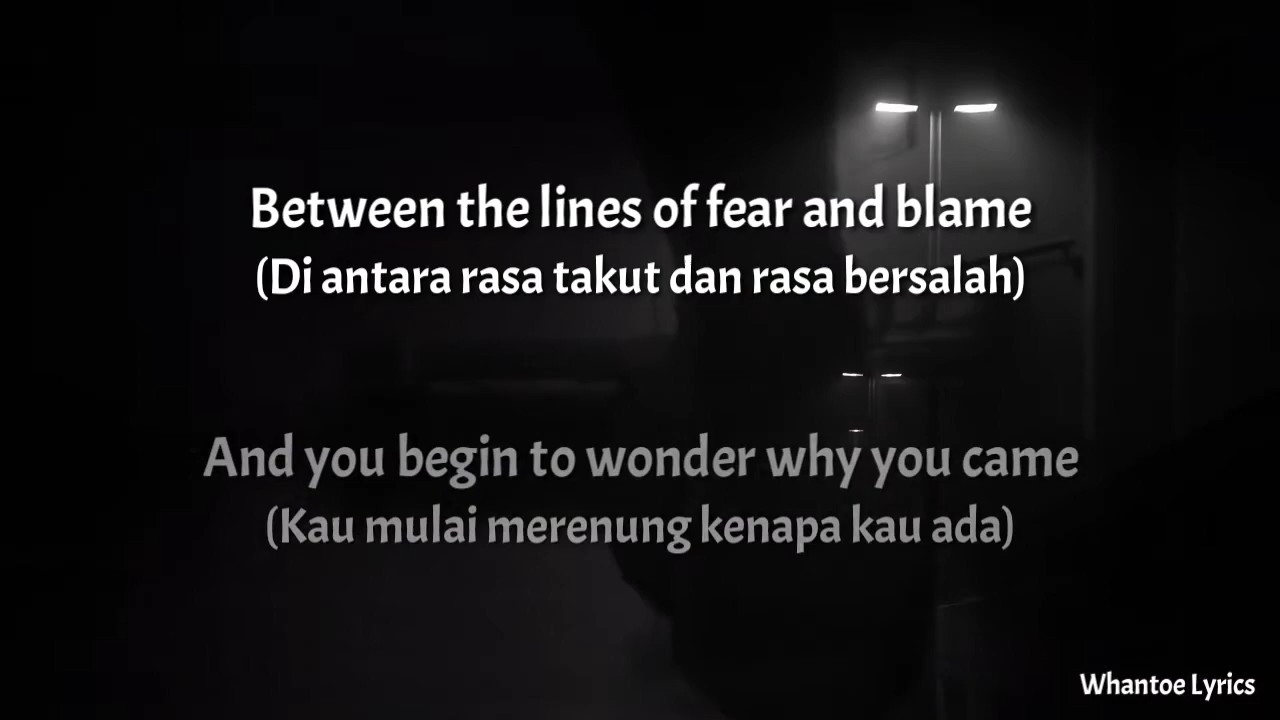 Between the lines of fear and blame
(Di antara rasa takut dan rasa bersalah)
And you begin to wonder why you came
(Kau mulai merenung kenapa kau ada)
Whantoe Lyrics